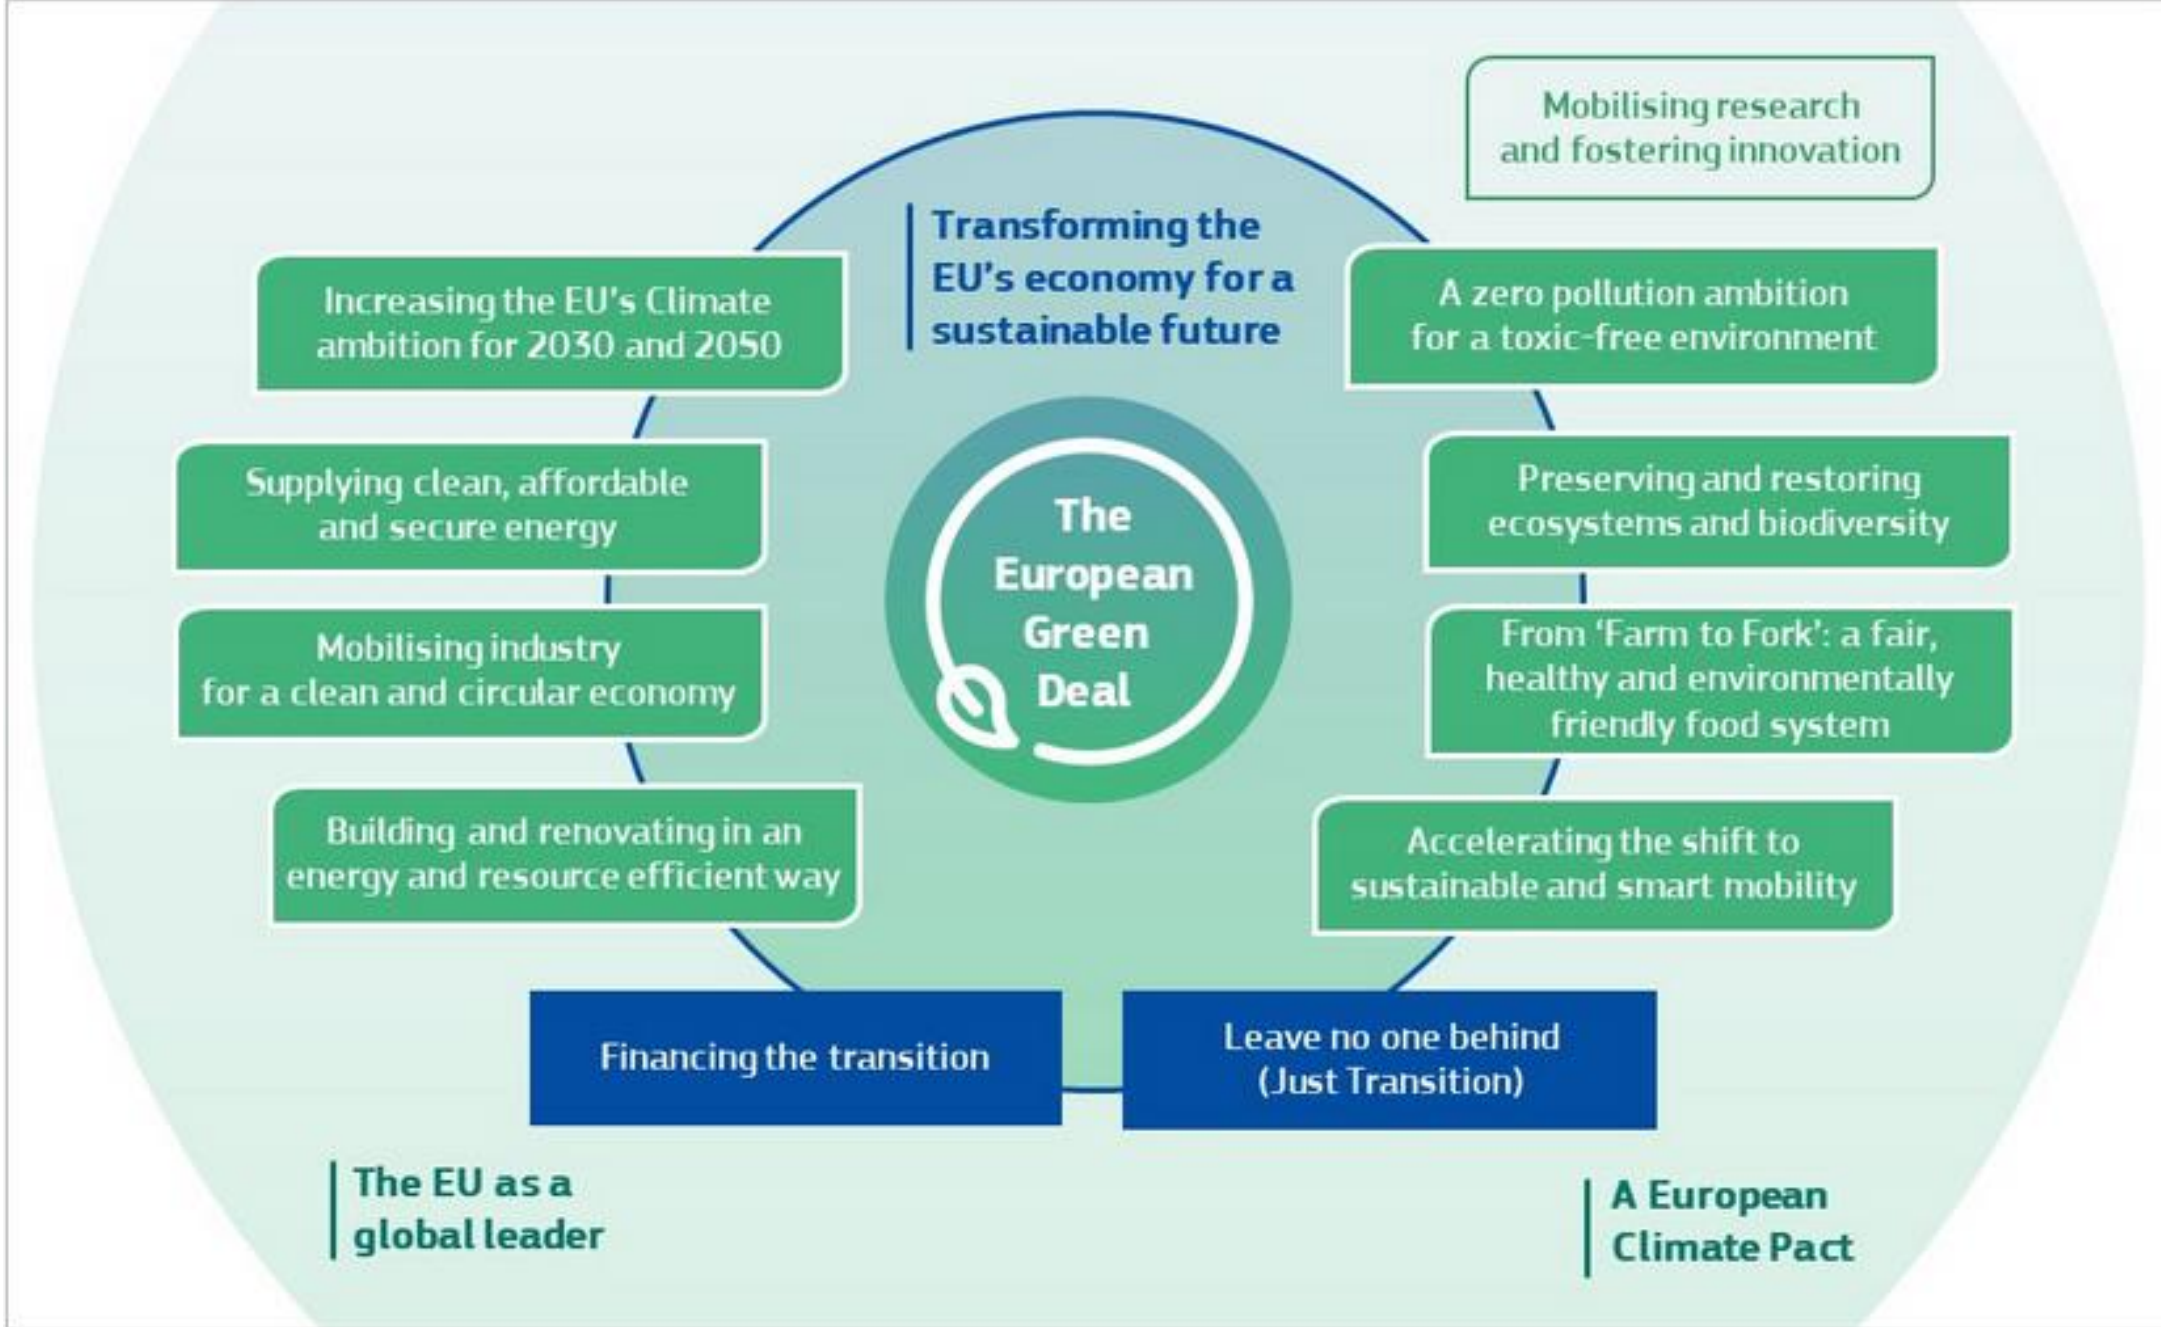 Mobilising research
and fostering innovation
Transforming the
EU's economy for a
sustainable future
Increasing the EU's Climate
ambition for 2030 and 2050
A zero pollution ambition
for a toxic-free environment
Supplying clean, affordable
and secure energy
Preserving and restoring
ecosystems and biodiversity
The
European
Green
Deal
Mobilising industry
for a clean and circular economy
From ‘Farm to Fork’: a fair,
healthy and environmentally
friendly food system
Building and renovating in an
energy and resource efficient way
Accelerating the shift to
sustainable and smart mobility
Financing the transition
Leave no one behind
(Just Transition)
The EU as a
global leader
A European
Climate Pact